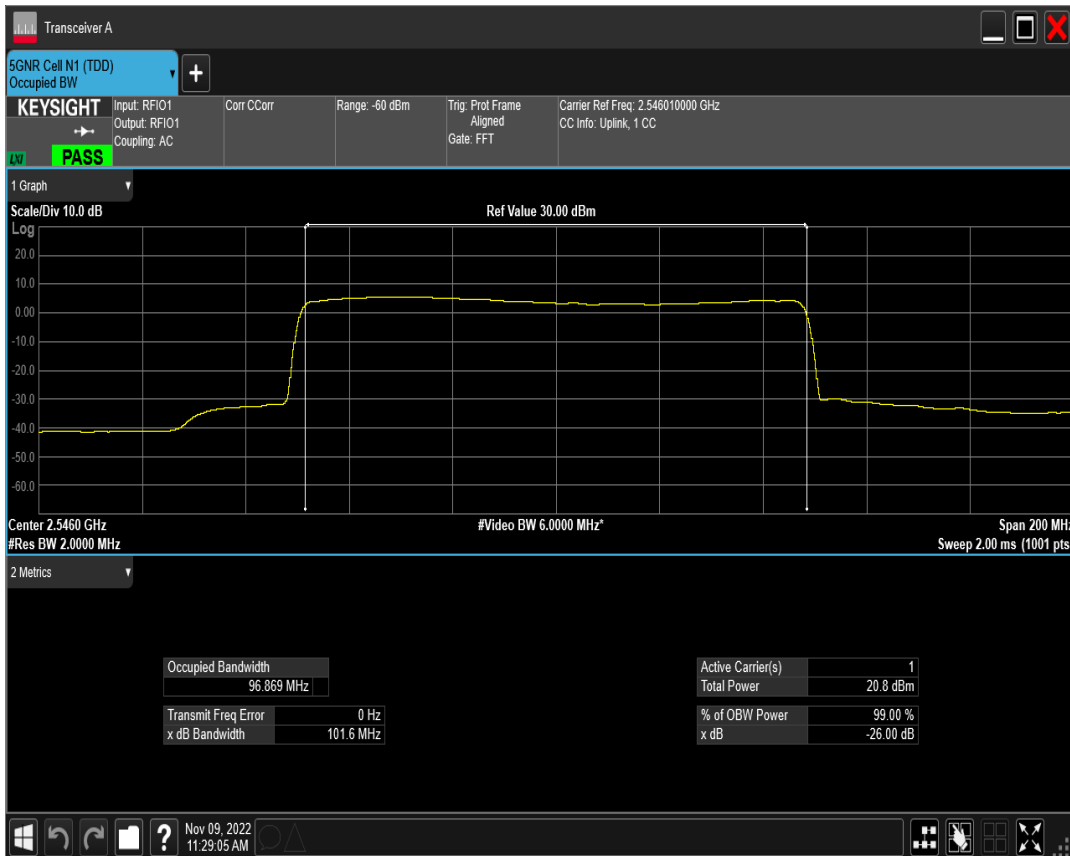 Transceiver A
5GNR Cell N1 (TDD)
Occupied BW
+
KEYSIGHT
LXI
PASS
Input: RFIO1
Output: RFIO1
Coupling: AC
Corr CCorr
Range: -60 dBm
Trig: Prot Frame
Aligned
Gate: FFT
Carrier Ref Freq: 2.546010000 GHz
CC Info: Uplink, 1 CC
1 Graph
Scale/Div 10.0 dB
Ref Value 30.00 dBm
Log
20.0
10.0
0.00
-10.0
-20.0
-30.0
-40.0
-50.0
-60.0
Center 2.5460 GHz
#Video BW 6.0000 MHz*
Span 200 MHz
#Res BW 2.0000 MHz
Sweep 2.00 ms (1001 pts
2 Metrics
Occupied Bandwidth
96.869 MHz
Transmit Freq Error 0 Hz
x dB Bandwidth 101.6 MHz
Active Carrier(s) 1
Total Power 20.8 dBm
% of OBW Power 99.00 %
x dB -26.00 dB
?
Nov 09, 2022
11:29:05 AM